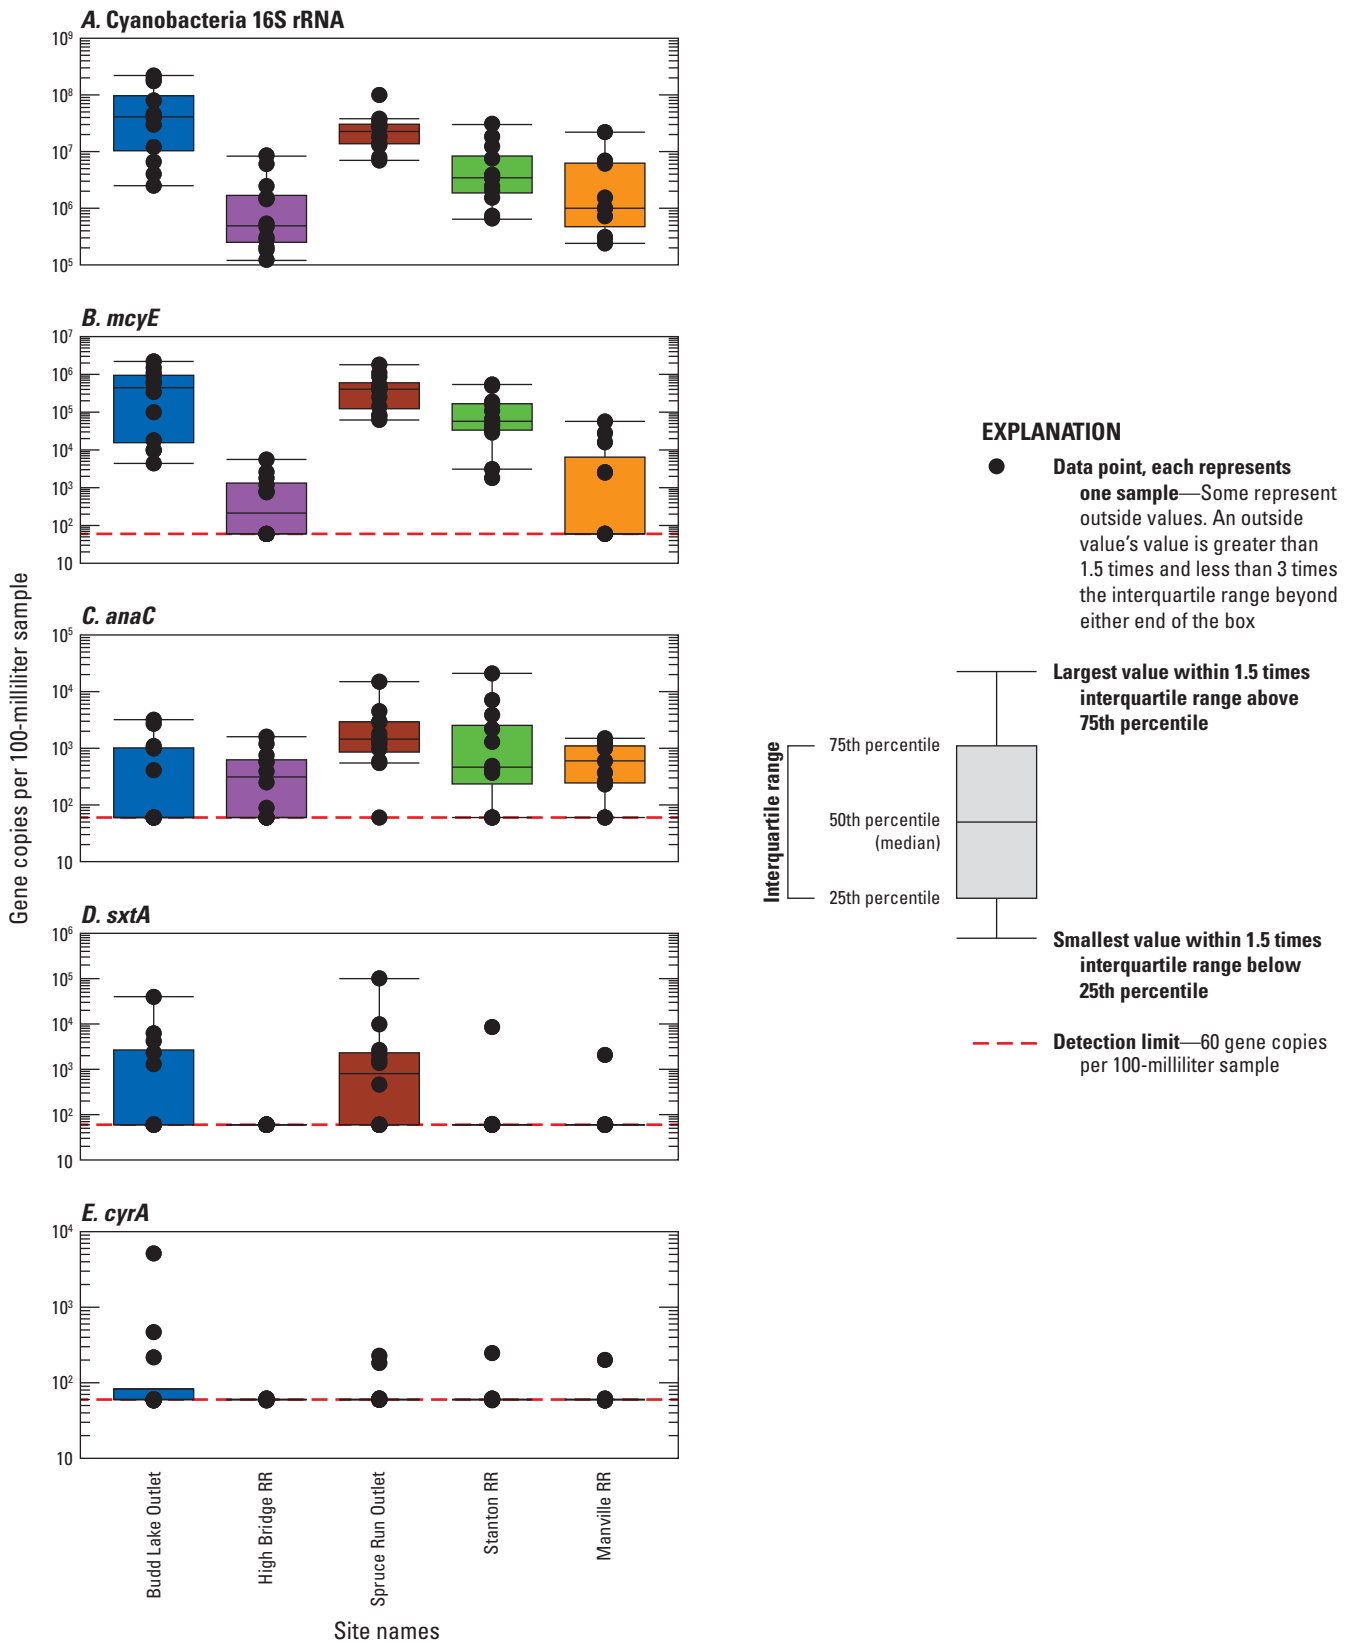 A. Cyanobacteria 16S rRNA
10⁹
10⁸
10⁷
10⁶
10⁵
B. mcyE
10⁷
10⁶
10⁵
10⁴
10³
10²
10
C. anaC
10⁵
10⁴
10³
10²
10
D. sxtA
10⁶
10⁵
10⁴
10³
10²
10
E. cyrA
10⁴
10³
10²
10
Gene copies per 100-milliliter sample
Budd Lake Outlet
High Bridge RR
Spruce Run Outlet
Stanton RR
Manville RR
Site names
EXPLANATION
Data point, each represents
one sample—Some represent
outside values. An outside
value's value is greater than
1.5 times and less than 3 times
the interquartile range beyond
either end of the box
Largest value within 1.5 times
interquartile range above
75th percentile
Interquartile range
75th percentile
50th percentile
(median)
25th percentile
Smallest value within 1.5 times
interquartile range below
25th percentile
Detection limit—60 gene copies
per 100-milliliter sample